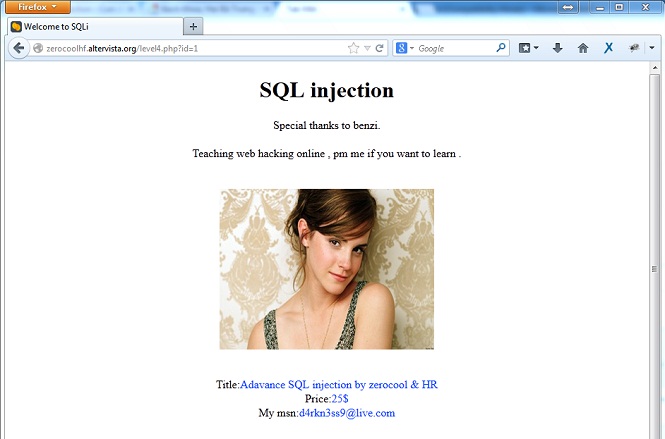 Firefox
Welcome to SQLi
zerocoolhf.altervista.org/level4.php?id=1
Google
SQL injection
Special thanks to benzi.
Teaching web hacking online , pm me if you want to learn .
Title:Adavance SQL injection by zerocool & HR
Price:25$
My msn:d4rkn3ss9@live.com